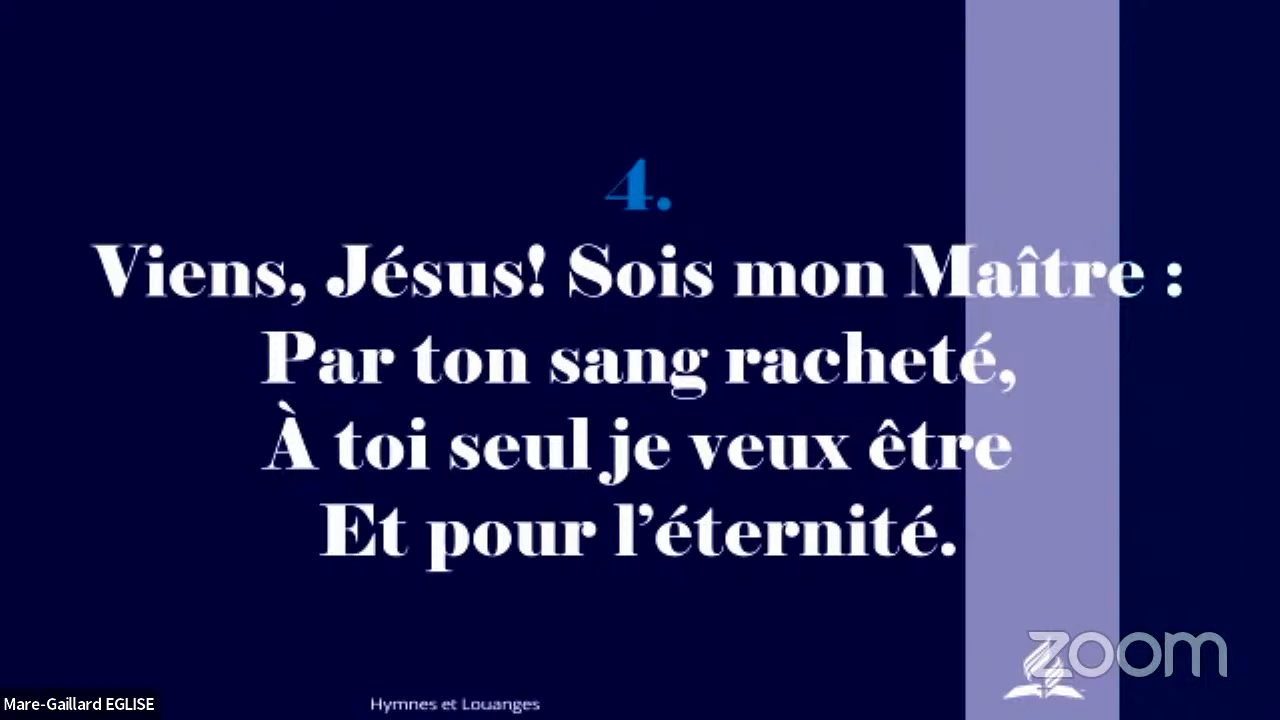 4.
Viens, Jésus! Sois mon Maître :
Par ton sang racheté,
À toi seul je veux être
Et pour l’éternité.
zoom
Mare-Gaillard EGLISE
Hymnes et Louanges